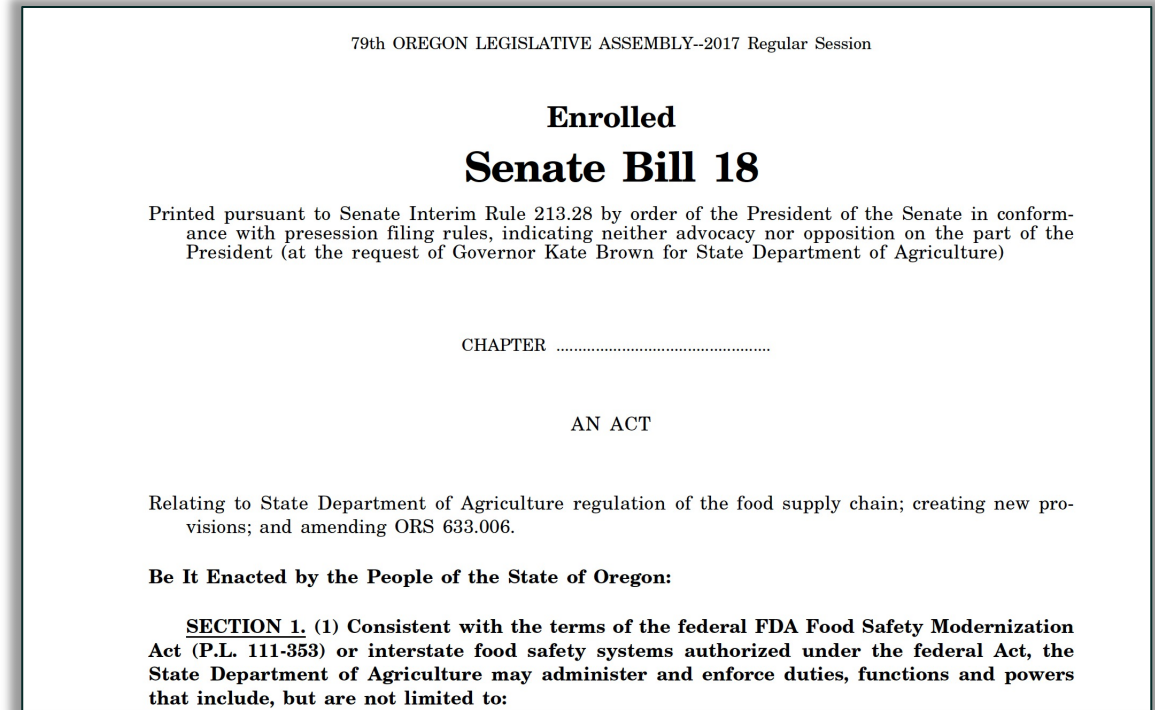 79th OREGON LEGISLATIVE ASSEMBLY--2017 Regular Session
Enrolled
Senate Bill 18
Printed pursuant to Senate Interim Rule 213.28 by order of the President of the Senate in conform-
ance with presession filing rules, indicating neither advocacy nor opposition on the part of the
President (at the request of Governor Kate Brown for State Department of Agriculture)
CHAPTER .................................................
AN ACT
Relating to State Department of Agriculture regulation of the food supply chain; creating new pro-
visions; and amending ORS 633.006.
Be It Enacted by the People of the State of Oregon:
SECTION 1. (1) Consistent with the terms of the federal FDA Food Safety Modernization
Act (P.L. 111-353) or interstate food safety systems authorized under the federal Act, the
State Department of Agriculture may administer and enforce duties, functions and powers
that include, but are not limited to: